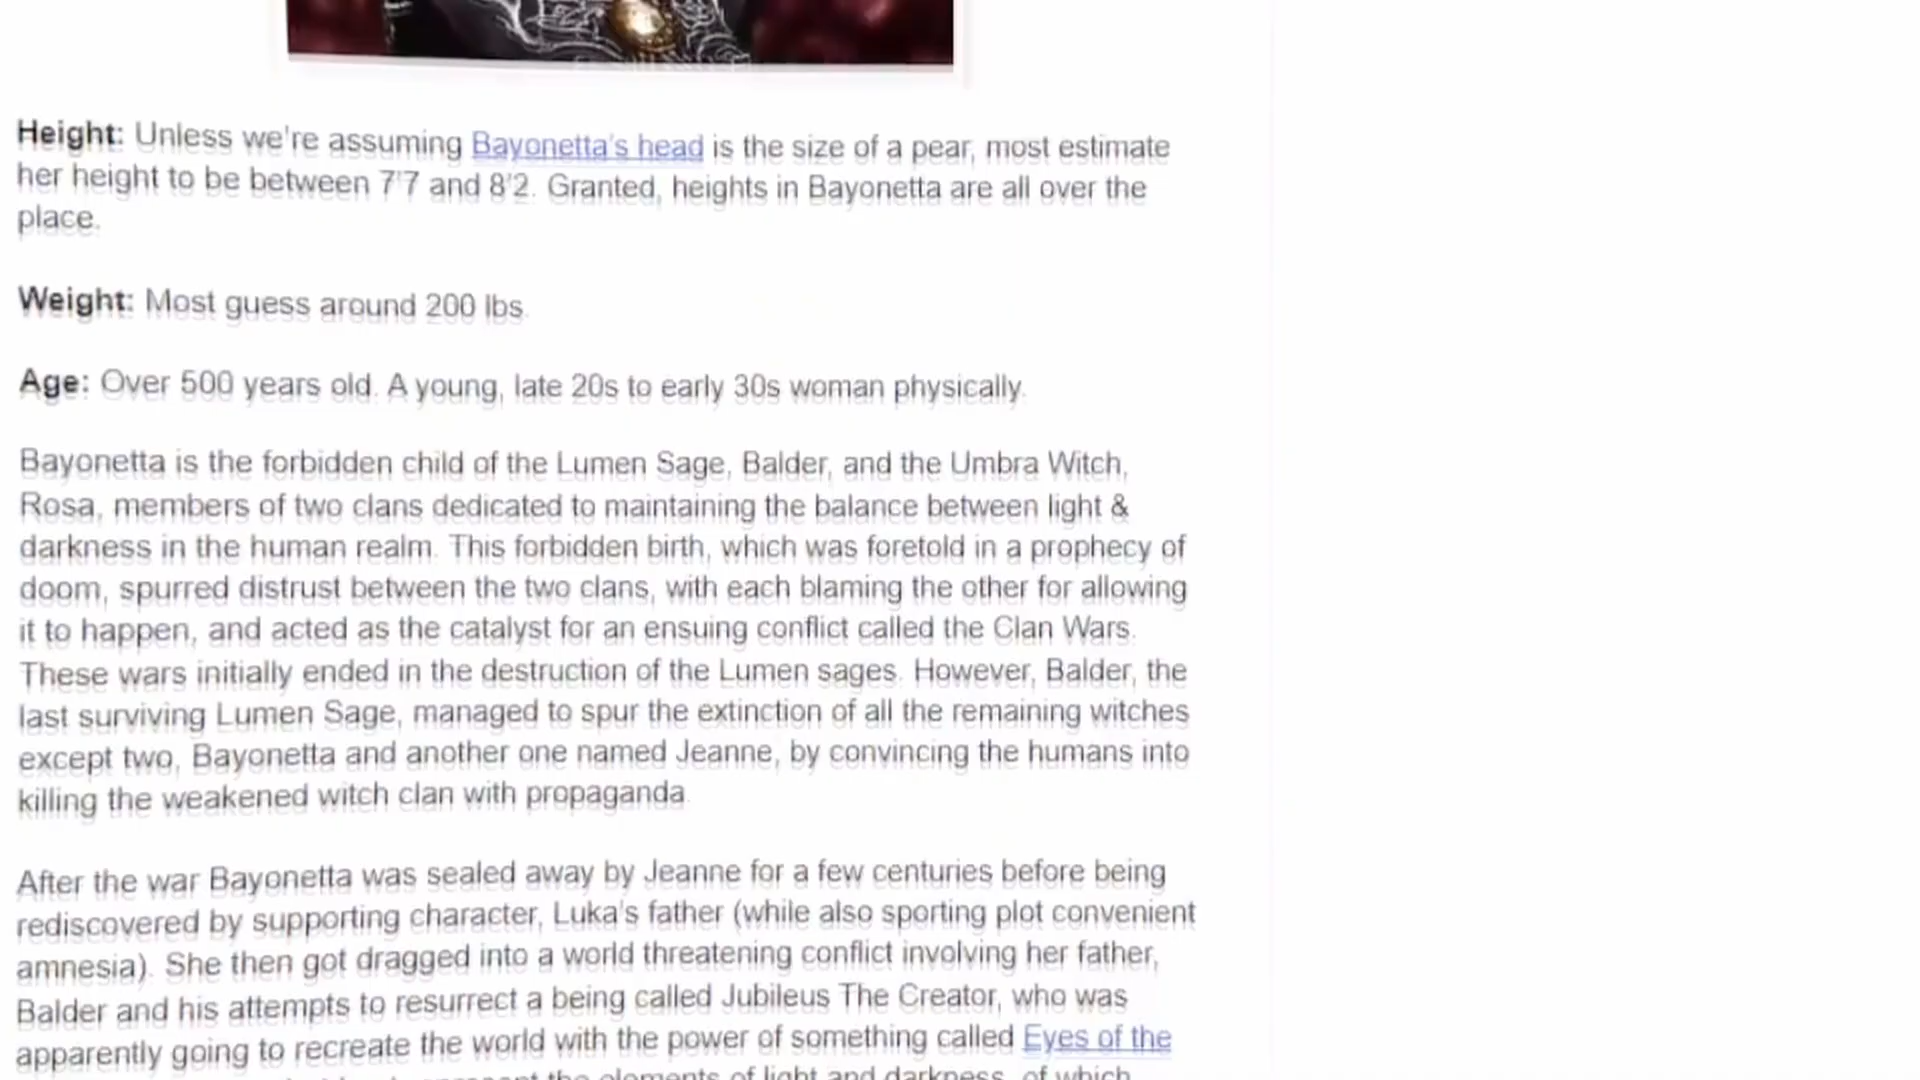 Height: Unless we're assuming Bayonetta's head is the size of a pear, most estimate
her height to be between 7'7 and 8'2. Granted, heights in Bayonetta are all over the
place.
Weight: Most guess around 200 lbs.
Age: Over 500 years old. A young, late 20s to early 30s woman physically.
Bayonetta is the forbidden child of the Lumen Sage, Balder, and the Umbra Witch,
Rosa, members of two clans dedicated to maintaining the balance between light &
darkness in the human realm. This forbidden birth, which was foretold in a prophecy of
doom, spurred distrust between the two clans, with each blaming the other for allowing
it to happen, and acted as the catalyst for an ensuing conflict called the Clan Wars.
These wars initially ended in the destruction of the Lumen sages. However, Balder, the
last surviving Lumen Sage, managed to spur the extinction of all the remaining witches
except two, Bayonetta and another one named Jeanne, by convincing the humans into
killing the weakened witch clan with propaganda.
After the war Bayonetta was sealed away by Jeanne for a few centuries before being
rediscovered by supporting character, Luka's father (while also sporting plot convenient
amnesia). She then got dragged into a world threatening conflict involving her father,
Balder and his attempts to resurrect a being called Jubileus The Creator, who was
apparently going to recreate the world with the power of something called Eyes of the
the elements of light and darkness, of which